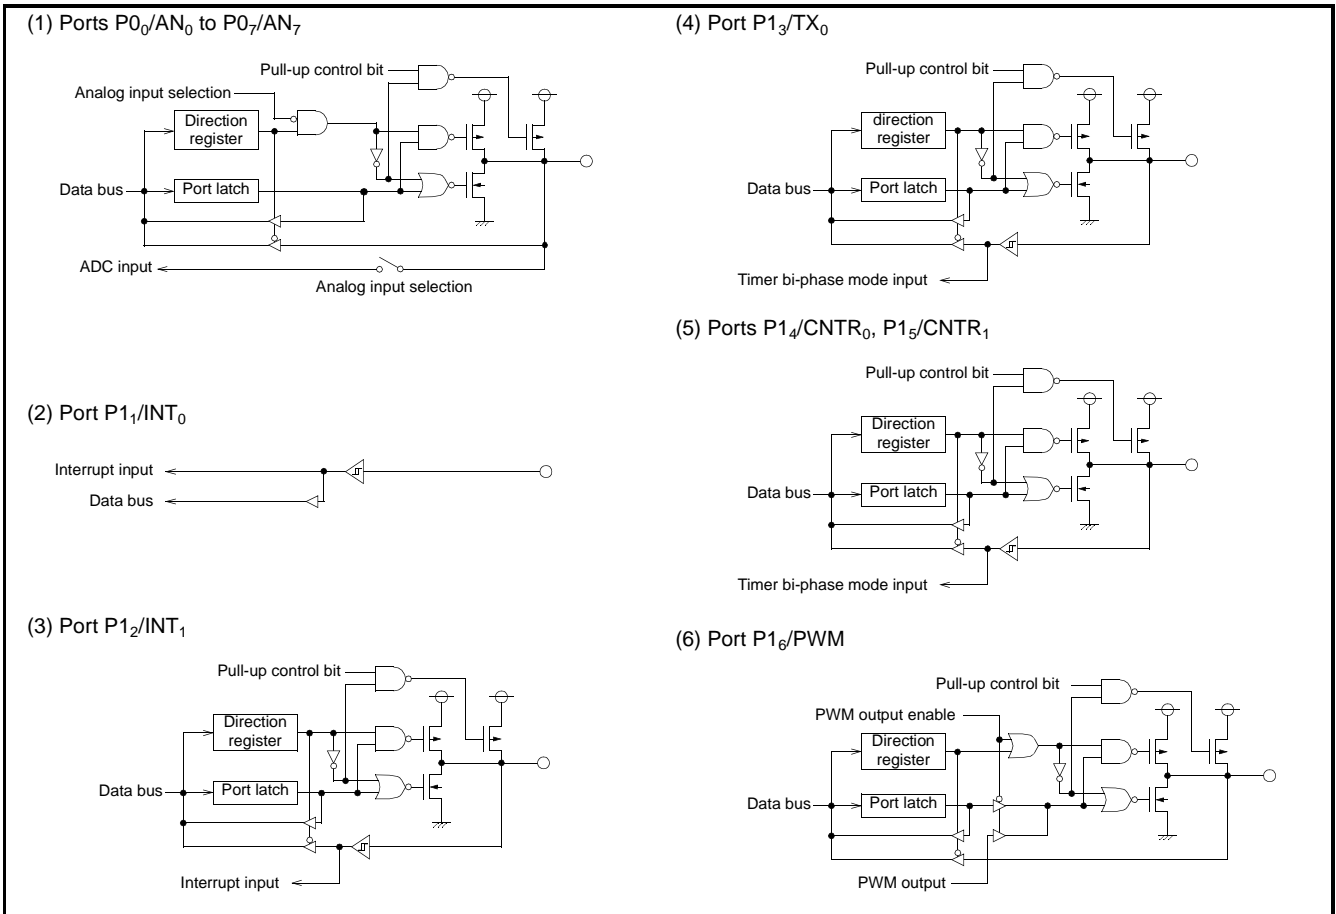 (1) Ports P0₀/AN₀ to P0₇/AN₇
Pull-up control bit
Analog input selection
Direction
register
Data bus
Port latch
ADC input
Analog input selection
(2) Port P1₁/INT₀
Interrupt input
Data bus
(3) Port P1₂/INT₁
Pull-up control bit
Direction
register
Data bus
Port latch
Interrupt input
(4) Port P1₃/TX₀
Pull-up control bit
direction
register
Data bus
Port latch
Timer bi-phase mode input
(5) Ports P1₄/CNTR₀, P1₅/CNTR₁
Pull-up control bit
Direction
register
Data bus
Port latch
Timer bi-phase mode input
(6) Port P1₆/PWM
Pull-up control bit
PWM output enable
Direction
register
Data bus
Port latch
PWM output